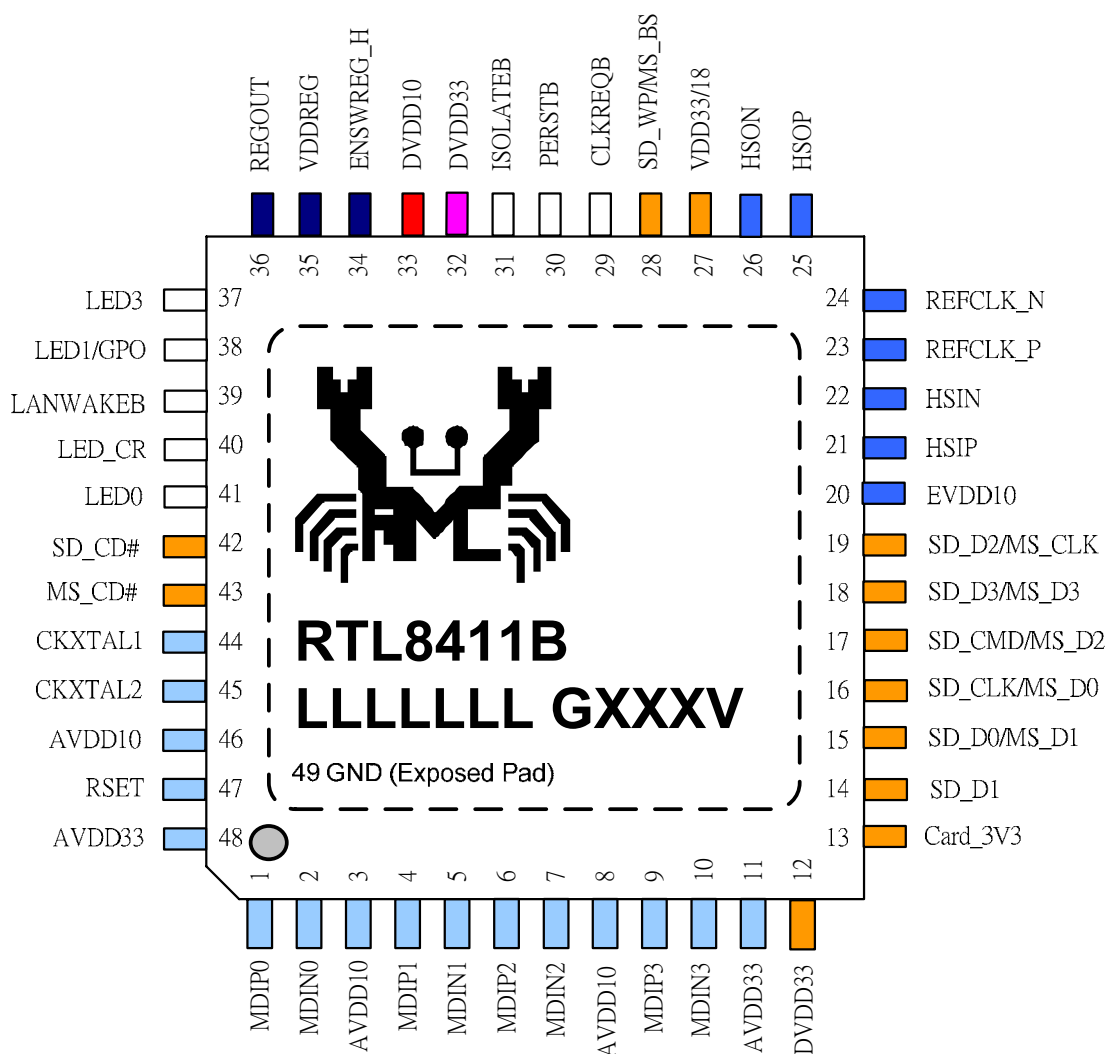 REGOUT
VDDREG
ENSWREG_H
DVDD10
DVDD33
ISOLATEB
PERSTB
CLKREQB
SD_WP/MS_BS
VDD33/18
HSON
HSOP
36
35
34
33
32
31
30
29
28
27
26
25
LED3 37
LED1/GPO 38
LANWAKEB 39
LED_CR 40
LED0 41
SD_CD# 42
MS_CD# 43
CKXTAL1 44
CKXTAL2 45
AVDD10 46
RSET 47
AVDD33 48
RTL8411B
LLLLLLL GXXXV
49 GND (Exposed Pad)
24 REFCLK_N
23 REFCLK_P
22 HSIN
21 HSIP
20 EVDD10
19 SD_D2/MS_CLK
18 SD_D3/MS_D3
17 SD_CMD/MS_D2
16 SD_CLK/MS_D0
15 SD_D0/MS_D1
14 SD_D1
13 Card_3V3
1
2
3
4
5
6
7
8
9
10
11
12
MDIP0
MDIN0
AVDD10
MDIP1
MDIN1
MDIP2
MDIN2
AVDD10
MDIP3
MDIN3
AVDD33
DVDD33